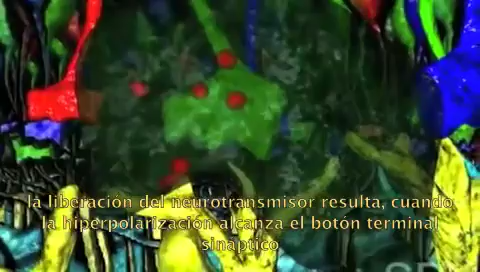 la liberación del neurotransmisor resulta, cuando
la hiperpolarización alcanza el botón terminal
sináptico